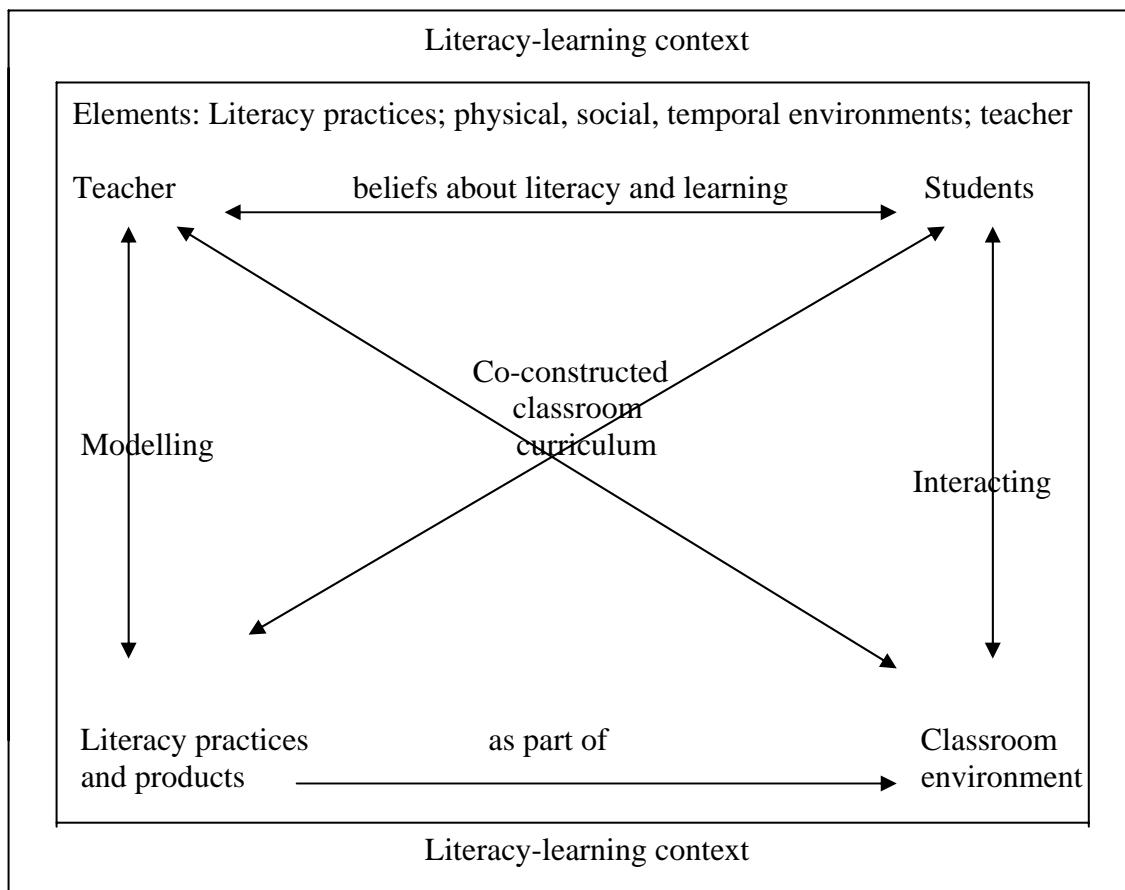 Literacy-learning context
Elements: Literacy practices; physical, social, temporal environments; teacher
Teacher
beliefs about literacy and learning
Students
Co-constructed
classroom
curriculum
Modelling
Interacting
Literacy practices
and products
as part of
Classroom
environment
Literacy-learning context